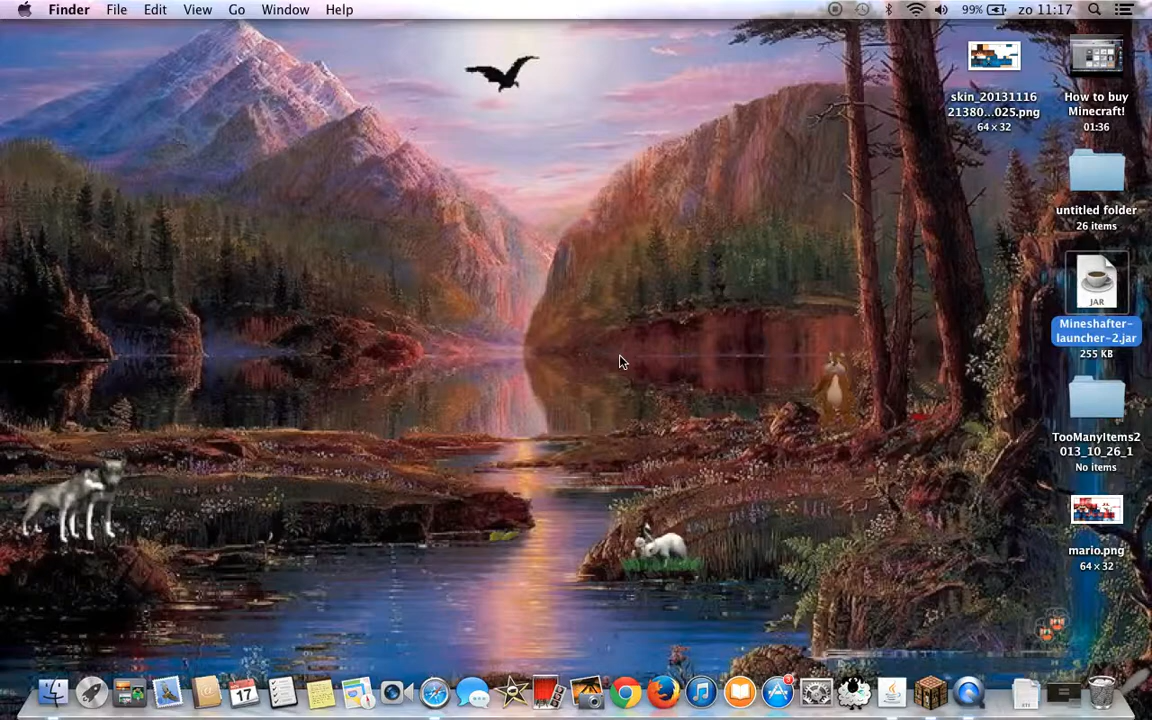 Finder File Edit View Go Window Help 99% zo 11:17
skin_20131116
21380...025.png
64 x 32
How to buy
Minecraft!
01:36
untitled folder
26 items
JAR
Mineshafter-
launcher-2.jar
255 KB
TooManyItems2
013_10_26_1
No items
mario.png
64 x 32
17
3